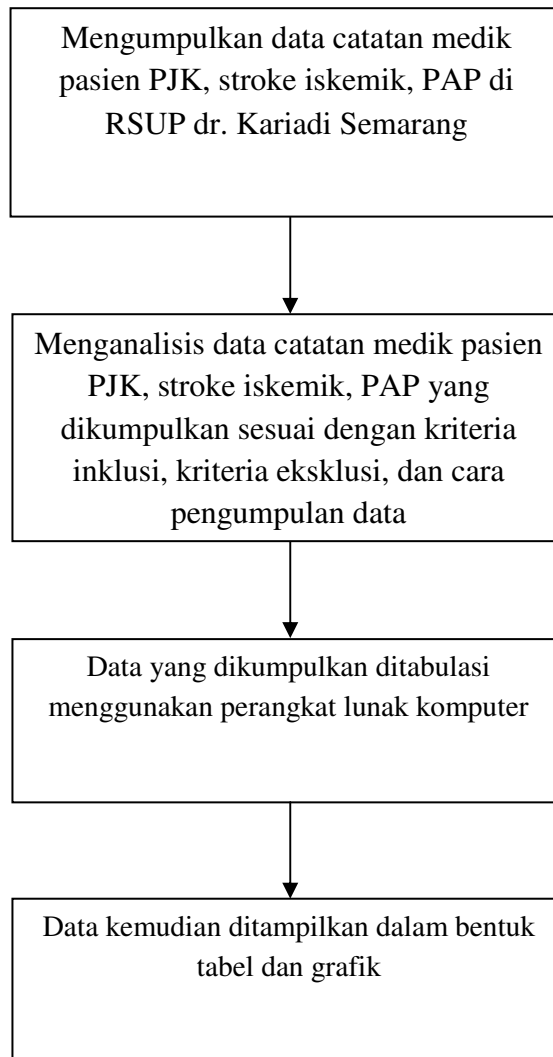 Mengumpulkan data catatan medik
pasien PJK, stroke iskemik, PAP di
RSUP dr. Kariadi Semarang
Menganalisis data catatan medik pasien
PJK, stroke iskemik, PAP yang
dikumpulkan sesuai dengan kriteria
inklusi, kriteria eksklusi, dan cara
pengumpulan data
Data yang dikumpulkan ditabulasi
menggunakan perangkat lunak komputer
Data kemudian ditampilkan dalam bentuk
tabel dan grafik